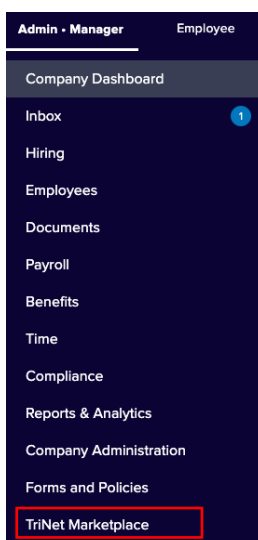 Admin • Manager Employee
Company Dashboard
Inbox 1
Hiring
Employees
Documents
Payroll
Benefits
Time
Compliance
Reports & Analytics
Company Administration
Forms and Policies
TriNet Marketplace